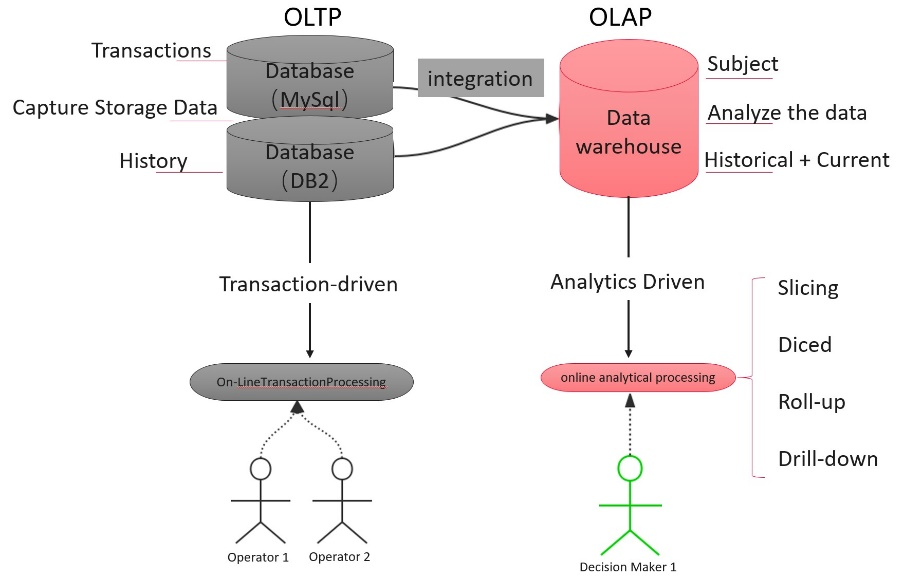 OLTP
OLAP
Transactions
Capture Storage Data
History
Database
（MySql）
Database
（DB2）
integration
Data
warehouse
Subject
Analyze the data
Historical + Current
Transaction-driven
Analytics Driven
On-LineTransactionProcessing
online analytical processing
Slicing
Diced
Roll-up
Drill-down
Operator 1
Operator 2
Decision Maker 1